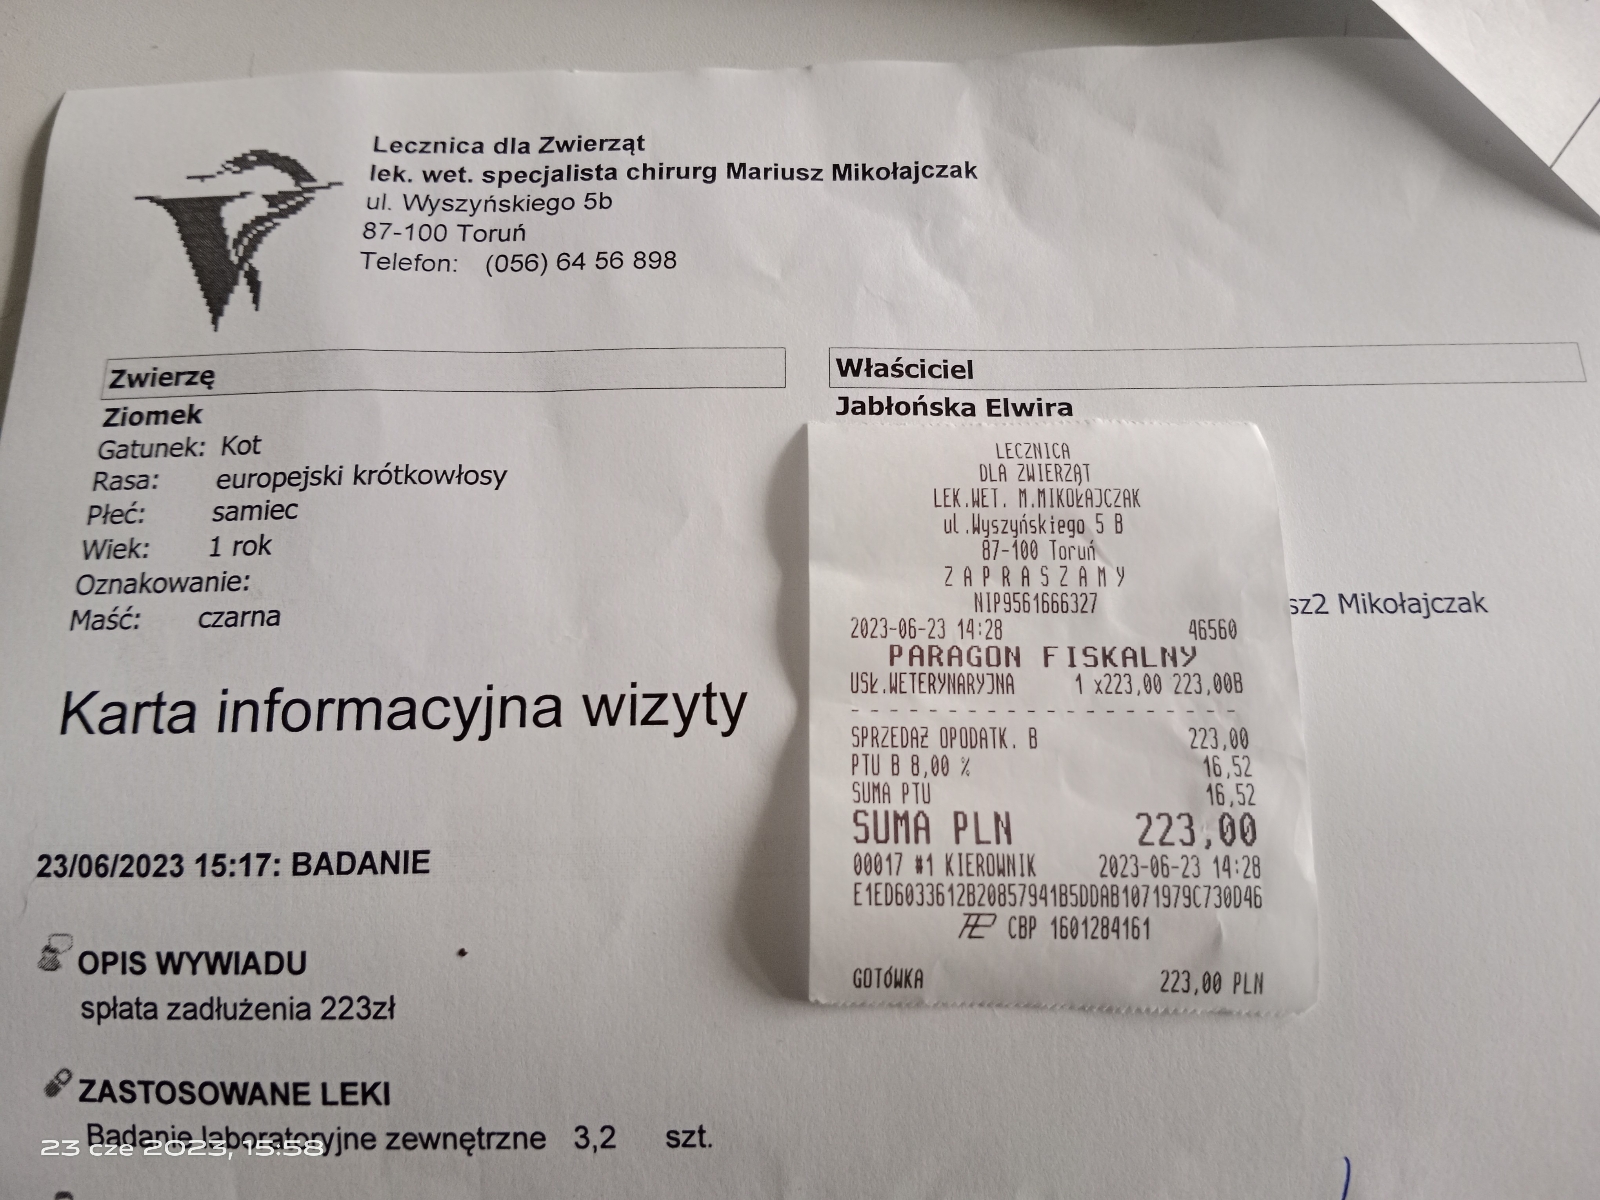 Lecznica dla Zwierząt
lek. wet. specjalista chirurg Mariusz Mikołajczak
ul. Wyszyńskiego 5b
87-100 Toruń
Telefon: (056) 64 56 898
Zwierzę
Ziomek
Gatunek: Kot
Rasa: europejski krótkowłosy
Płeć: samiec
Wiek: 1 rok
Oznakowanie:
Maść: czarna
Właściciel
Jabłońska Elwira
sz2 Mikołajczak
LECZNICA
DLA ZWIERZĄT
LEK.WET. M.MIKOŁAJCZAK
ul.Wyszyńskiego 5 B
87-100 Toruń
Z A P R A S Z A M Y
NIP9561666327
2023-06-23 14:28 46560
PARAGON FISKALNY
USŁ.WETERYNARYJNA 1 x223,00 223,00B
SPRZEDAŻ OPODATK. B 223,00
PTU B 8,00 % 16,52
SUMA PTU 16,52
SUMA PLN 223,00
00017 #1 KIEROWNIK 2023-06-23 14:28
E1ED6033612B20857941B5DDAB1071979C730D46
CBP 1601284161
GOTÓWKA 223,00 PLN
Karta informacyjna wizyty
23/06/2023 15:17: BADANIE
OPIS WYWIADU
spłata zadłużenia 223zł
ZASTOSOWANE LEKI
Badanie laboratoryjne zewnętrzne 3,2 szt.
23 cze 2023, 15:58